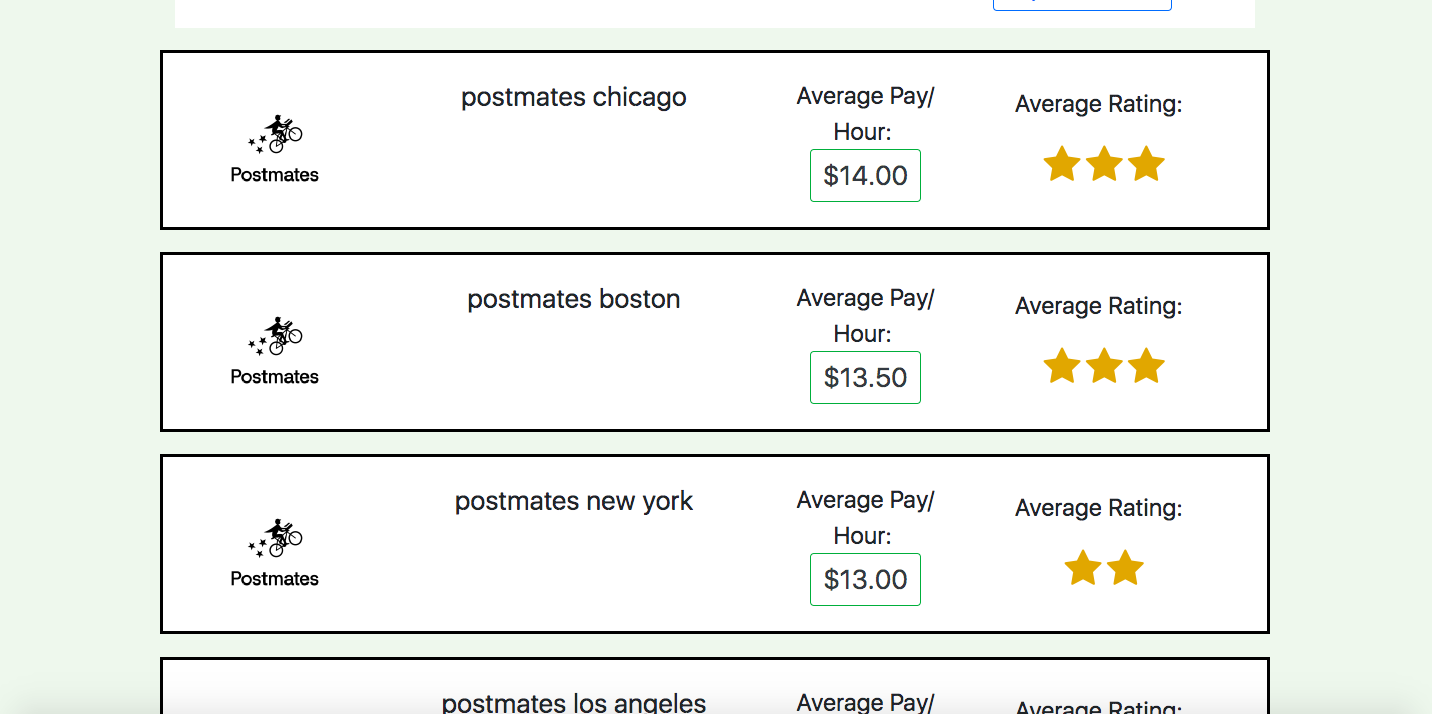 postmates chicago
Average Pay/
Hour:
$14.00
Average Rating:
Postmates
postmates boston
Average Pay/
Hour:
$13.50
Average Rating:
Postmates
postmates new york
Average Pay/
Hour:
$13.00
Average Rating:
Postmates
postmates los angeles
Average Pay/
Average Rating: